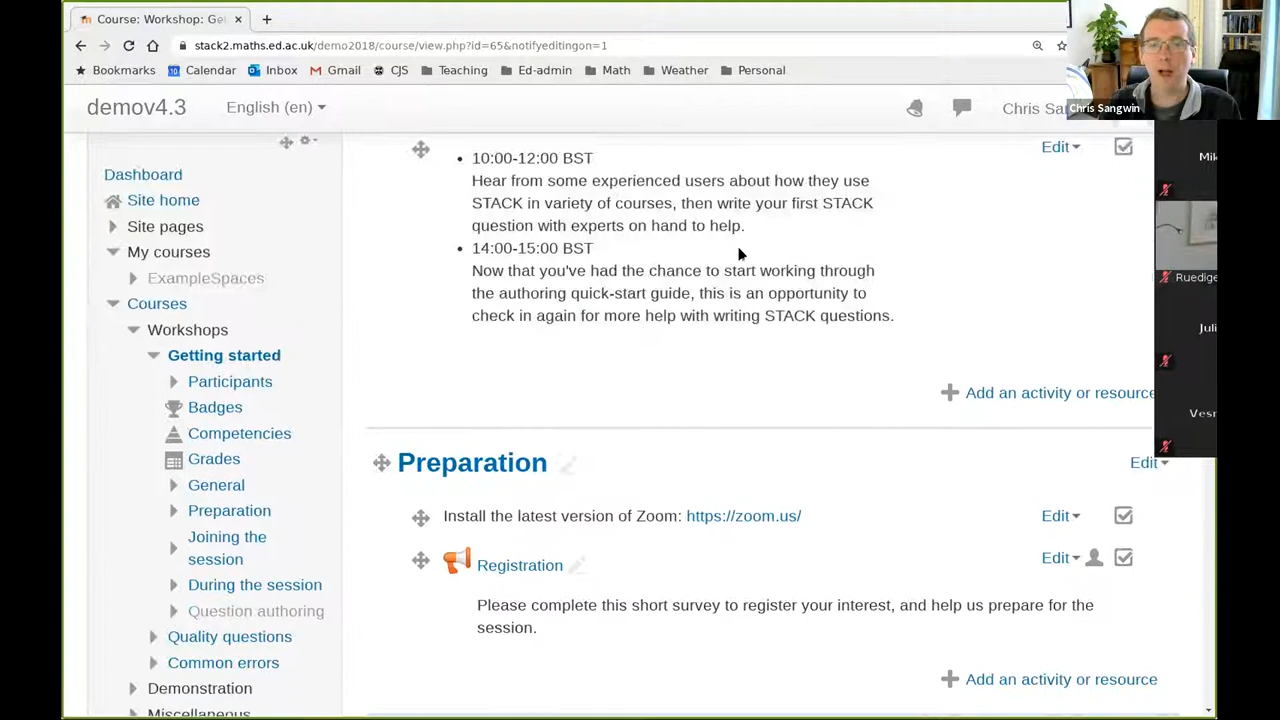 Course: Workshop: Ge
stack2.maths.ed.ac.uk/demo2018/course/view.php?id=65&notifyeditingon=1
Bookmarks Calendar Inbox Gmail CJS Teaching Ed-admin Math Weather Personal
demov4.3 English (en) Chris Sa
Chris Sangwin
Dashboard
Site home
Site pages
My courses
ExampleSpaces
Courses
Workshops
Getting started
Participants
Badges
Competencies
Grades
General
Preparation
Joining the
session
During the session
Question authoring
Quality questions
Common errors
Demonstration
Miscellaneous
10:00-12:00 BST
Edit
Hear from some experienced users about how they use
STACK in variety of courses, then write your first STACK
question with experts on hand to help.
14:00-15:00 BST
Now that you've had the chance to start working through
the authoring quick-start guide, this is an opportunity to
check in again for more help with writing STACK questions.
Add an activity or resource
Preparation
Edit
Install the latest version of Zoom: https://zoom.us/
Edit
Registration
Edit
Please complete this short survey to register your interest, and help us prepare for the
session.
Add an activity or resource
Mik
Ruedige
Juli
Vesn